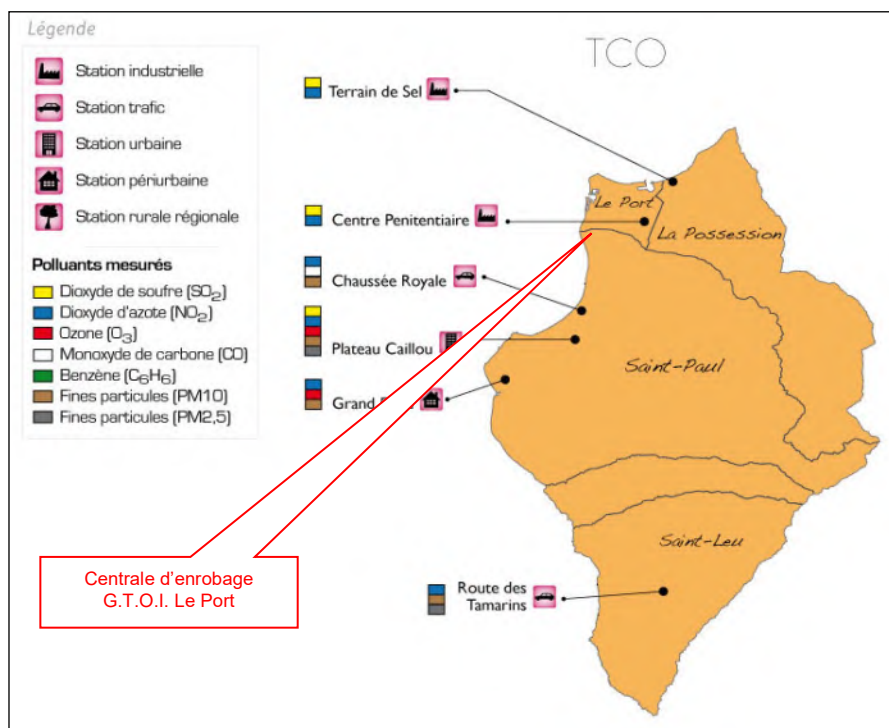 Légende
Station industrielle
Station trafic
Station urbaine
Station périurbaine
Station rurale régionale
Polluants mesurés
Dioxyde de soufre (SO₂)
Dioxyde d'azote (NO₂)
Ozone (O₃)
Monoxyde de carbone (CO)
Benzène (C₆H₆)
Fines particules (PM10)
Fines particules (PM2,5)
TCO
Terrain de Sel
Centre Penitentiaire
Chaussée Royale
Plateau Caillou
Grand
Route des
Tamarins
Le Port
La Possession
Saint-Paul
Saint-Leu
Centrale d'enrobage
G.T.O.I. Le Port